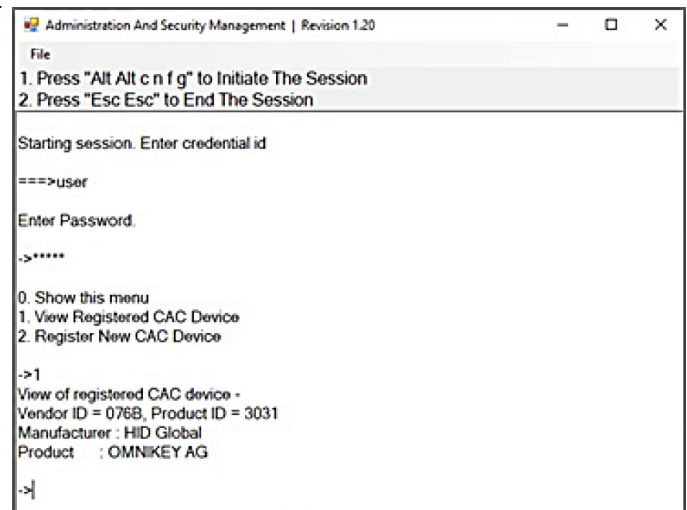 Administration And Security Management | Revision 1.20
File
1. Press "Alt Alt c n f g" to Initiate The Session
2. Press "Esc Esc" to End The Session
Starting session. Enter credential id
===>user
Enter Password.
->*****
0. Show this menu
1. View Registered CAC Device
2. Register New CAC Device
->1
View of registered CAC device -
Vendor ID = 076B, Product ID = 3031
Manufacturer : HID Global
Product : OMNIKEY AG
->